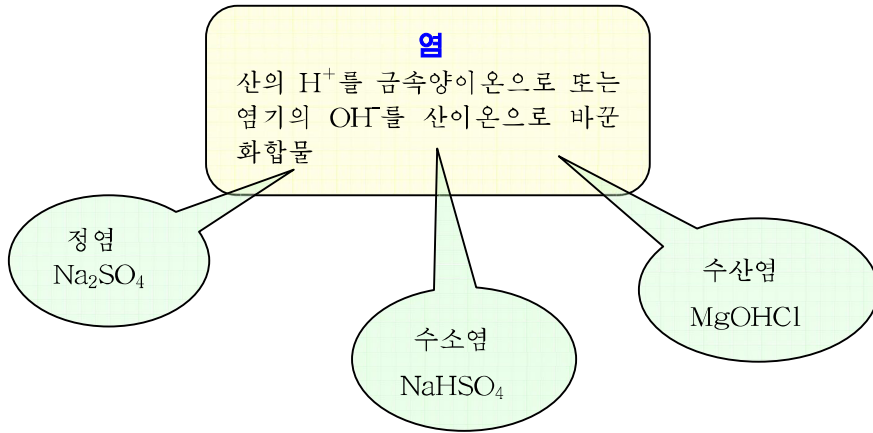 염
산의 H⁺를 금속양이온으로 또는
염기의 OH⁻를 산이온으로 바꾼
화합물
정염
Na₂SO₄
수산염
MgOHCl
수소염
NaHSO₄